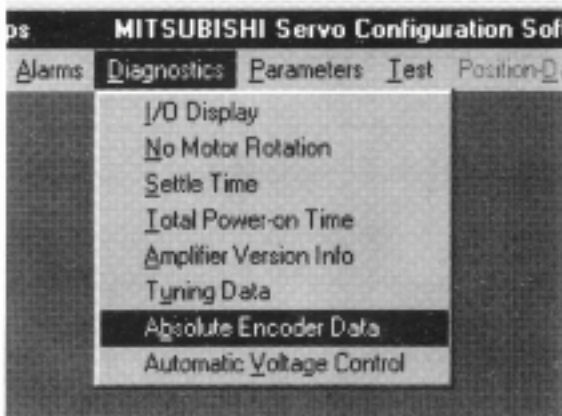 ps MITSUBISHI Servo Configuration Sof
Alarms Diagnostics Parameters Test Position-D
I/O Display
No Motor Rotation
Settle Time
Total Power-on Time
Amplifier Version Info
Tuning Data
Absolute Encoder Data
Automatic Voltage Control